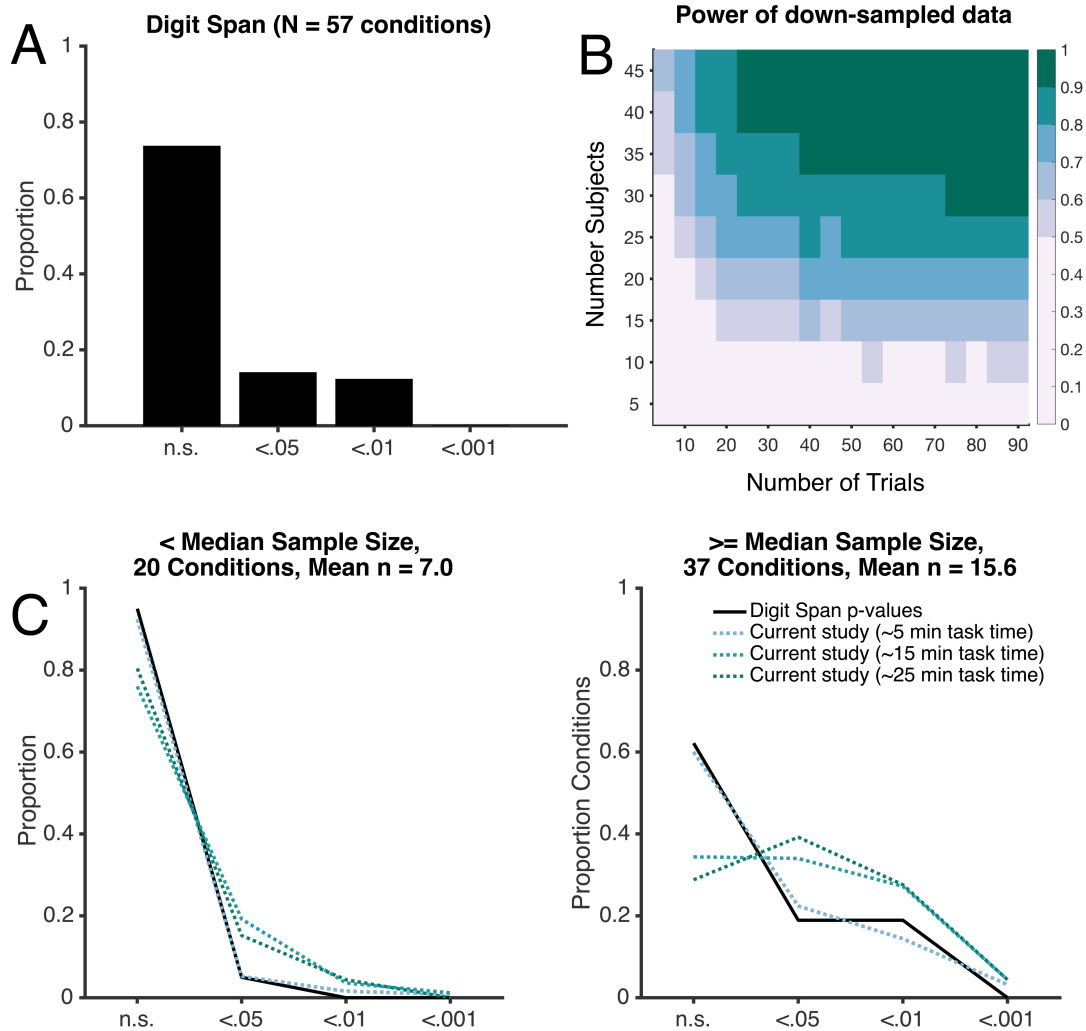 A
Digit Span (N = 57 conditions)
Proportion
1
0.8
0.6
0.4
0.2
0
n.s.
<.05
<.01
<.001
B
Power of down-sampled data
Number Subjects
45
40
35
30
25
20
15
10
5
10
20
30
40
50
60
70
80
90
Number of Trials
1
0.9
0.8
0.7
0.6
0.5
0.4
0.3
0.2
0.1
0
C
< Median Sample Size,
20 Conditions, Mean n = 7.0
Proportion
1
0.8
0.6
0.4
0.2
0
n.s.
<.05
<.01
<.001
>= Median Sample Size,
37 Conditions, Mean n = 15.6
Digit Span p-values
Current study (~5 min task time)
Current study (~15 min task time)
Current study (~25 min task time)
Proportion Conditions
1
0.8
0.6
0.4
0.2
0
n.s.
<.05
<.01
<.001